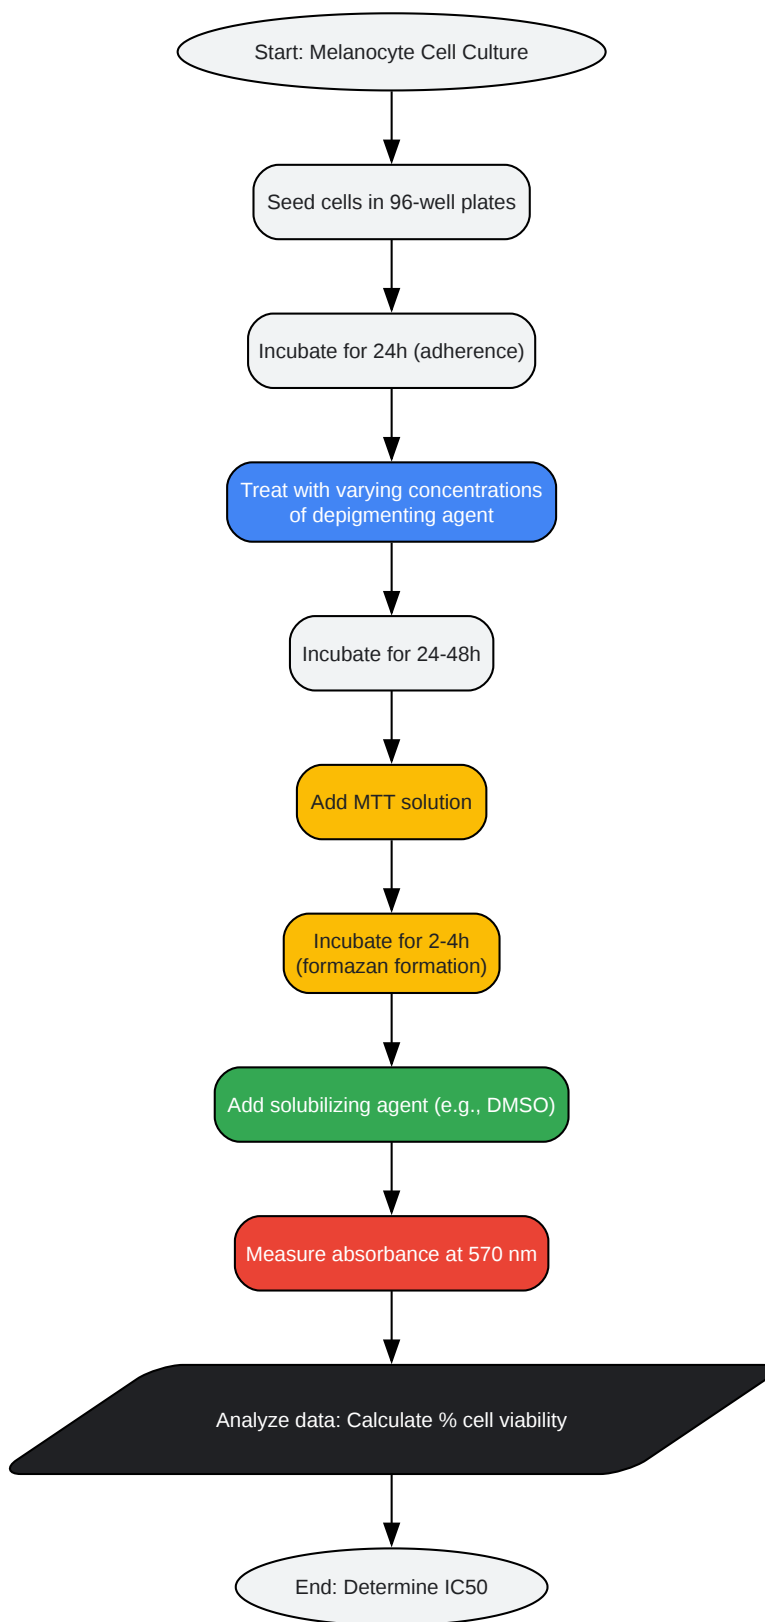 Start: Melanocyte Cell Culture
Seed cells in 96-well plates
Incubate for 24h (adherence)
Treat with varying concentrations
of depigmenting agent
Incubate for 24-48h
Add MTT solution
Incubate for 2-4h
(formazan formation)
Add solubilizing agent (e.g., DMSO)
Measure absorbance at 570 nm
Analyze data: Calculate % cell viability
End: Determine IC50